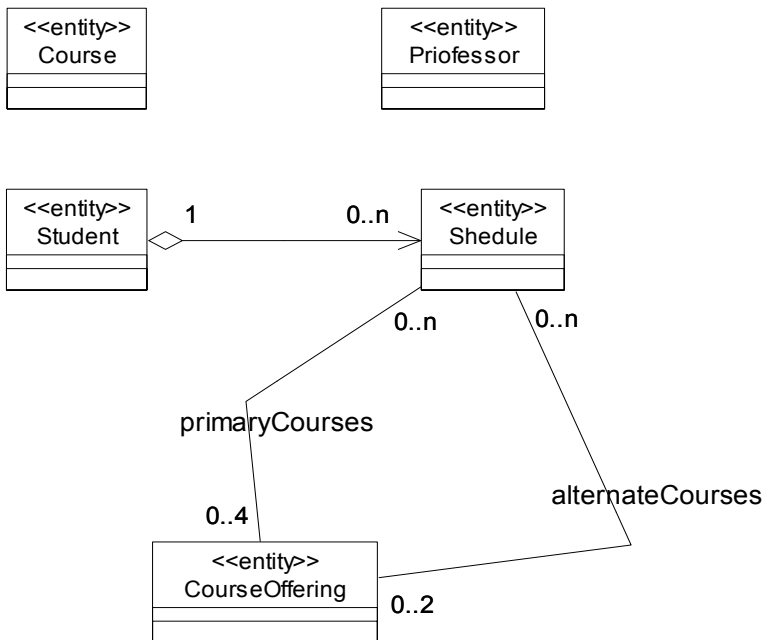 <<entity>>
Course
<<entity>>
Priofessor
<<entity>>
Student
1
0..n
<<entity>>
Shedule
0..n
0..n
primaryCourses
alternateCourses
0..4
<<entity>>
CourseOffering
0..2